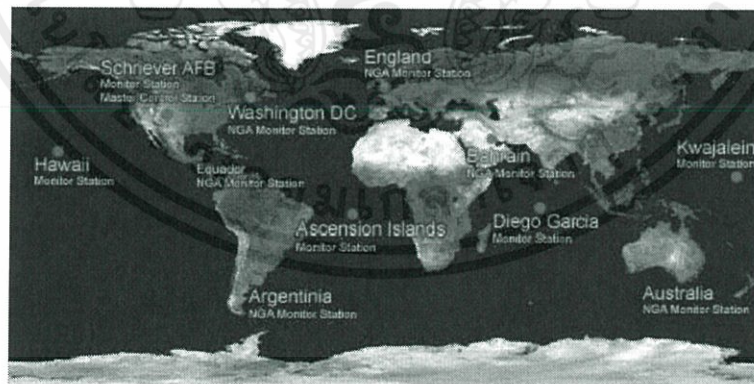 England
NGA Monitor Station
Schriever AFB
Monitor Station
Master Control Station
Washington DC
NGA Monitor Station
Hawaii
Monitor Station
Equador
NGA Monitor Station
Bahrain
NGA Monitor Station
Kwajalein
Monitor Station
Ascension Islands
Monitor Station
Diego Garcia
Monitor Station
Argentinia
NGA Monitor Station
Australia
NGA Monitor Station